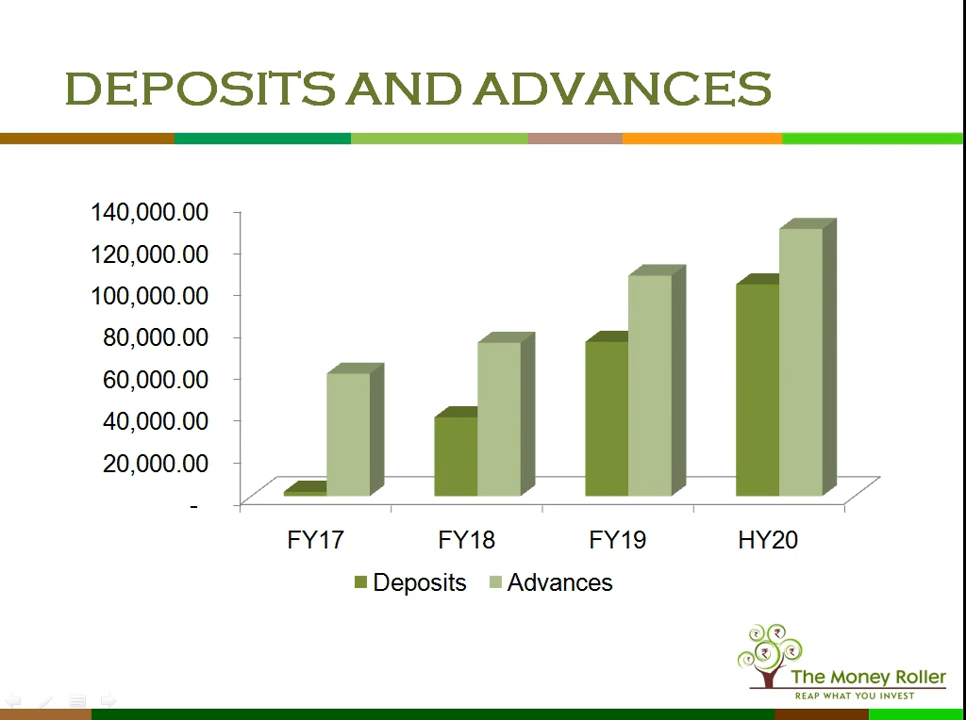 DEPOSITS AND ADVANCES
140,000.00
120,000.00
100,000.00
80,000.00
60,000.00
40,000.00
20,000.00
-
FY17 FY18 FY19 HY20
Deposits Advances
₹ ₹
₹ ₹ ₹
The Money Roller
REAP WHAT YOU INVEST